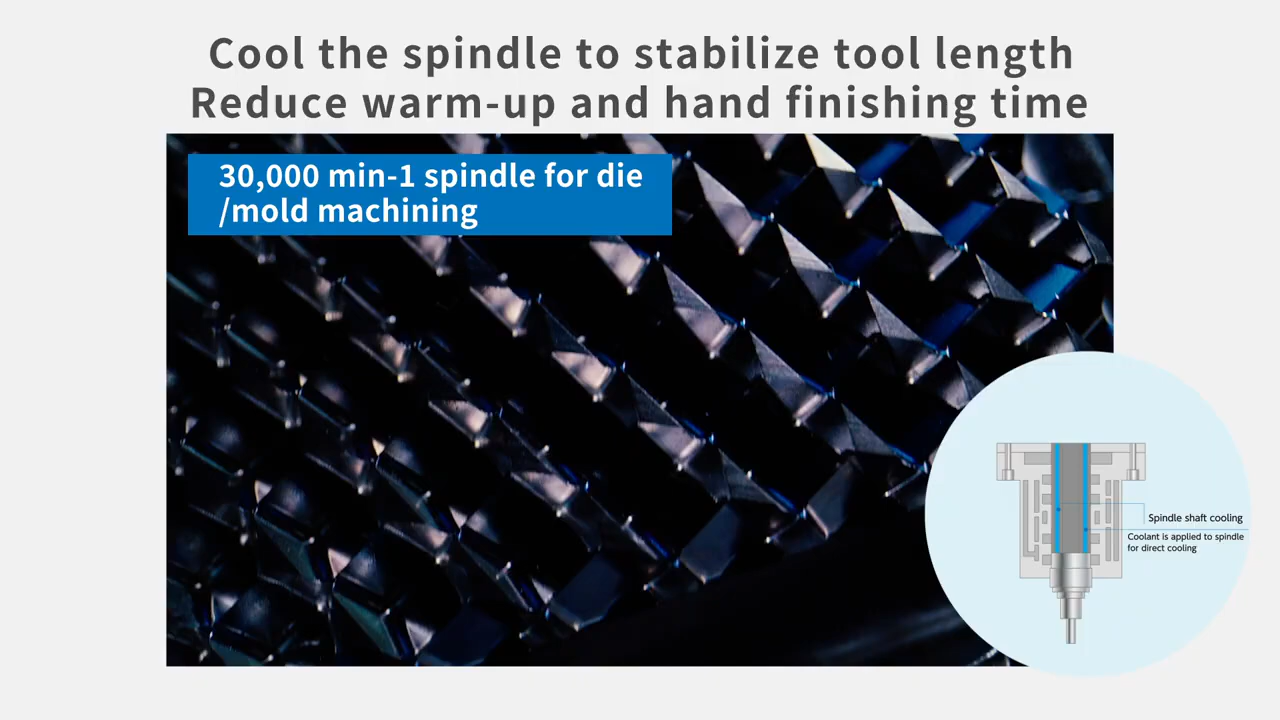 Cool the spindle to stabilize tool length
Reduce warm-up and hand finishing time
30,000 min-1 spindle for die
/mold machining
Spindle shaft cooling
Coolant is applied to spindle
for direct cooling